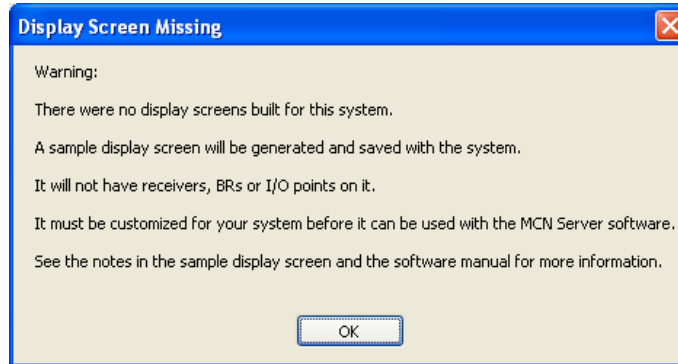 Display Screen Missing
Warning:
There were no display screens built for this system.
A sample display screen will be generated and saved with the system.
It will not have receivers, BRs or I/O points on it.
It must be customized for your system before it can be used with the MCN Server software.
See the notes in the sample display screen and the software manual for more information.
OK